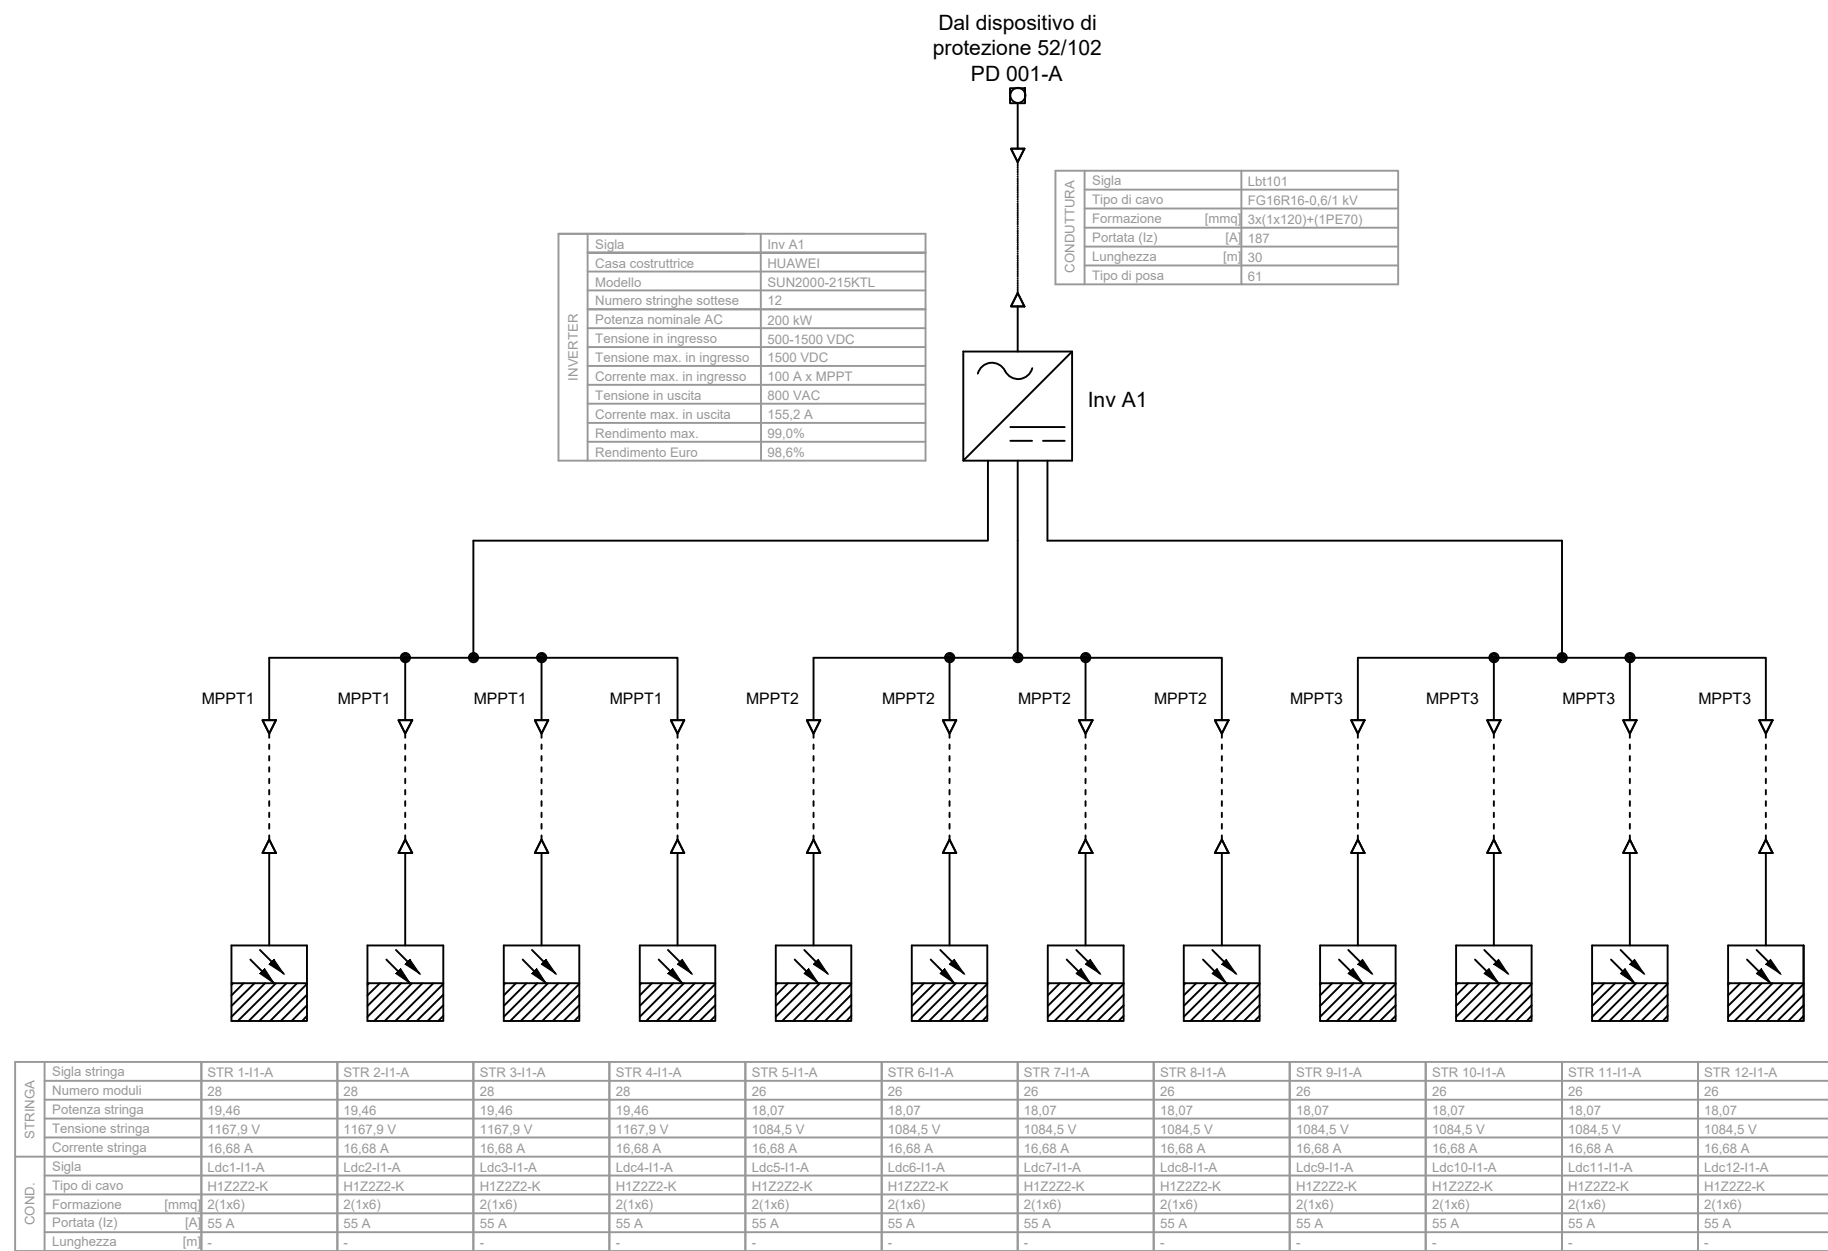 Dal dispositivo di
protezione 52/102
PD 001-A
CONDUTTURA
Sigla Lbt101
Tipo di cavo FG16R16-0,6/1 kV
Formazione [mmq] 3x(1x120)+(1PE70)
Portata (Iz) [A] 187
Lunghezza [m] 30
Tipo di posa 61
INVERTER
Sigla Inv A1
Casa costruttrice HUAWEI
Modello SUN2000-215KTL
Numero stringhe sottese 12
Potenza nominale AC 200 kW
Tensione in ingresso 500-1500 VDC
Tensione max. in ingresso 1500 VDC
Corrente max. in ingresso 100 A x MPPT
Tensione in uscita 800 VAC
Corrente max. in uscita 155,2 A
Rendimento max. 99,0%
Rendimento Euro 98,6%
Inv A1
MPPT1 MPPT1 MPPT1 MPPT1 MPPT2 MPPT2 MPPT2 MPPT2 MPPT3 MPPT3 MPPT3 MPPT3
STRINGA
Sigla stringa STR 1-I1-A STR 2-I1-A STR 3-I1-A STR 4-I1-A STR 5-I1-A STR 6-I1-A STR 7-I1-A STR 8-I1-A STR 9-I1-A STR 10-I1-A STR 11-I1-A STR 12-I1-A
Numero moduli 28 28 28 28 26 26 26 26 26 26 26 26
Potenza stringa 19,46 19,46 19,46 19,46 18,07 18,07 18,07 18,07 18,07 18,07 18,07 18,07
Tensione stringa 1167,9 V 1167,9 V 1167,9 V 1167,9 V 1084,5 V 1084,5 V 1084,5 V 1084,5 V 1084,5 V 1084,5 V 1084,5 V 1084,5 V
Corrente stringa 16,68 A 16,68 A 16,68 A 16,68 A 16,68 A 16,68 A 16,68 A 16,68 A 16,68 A 16,68 A 16,68 A 16,68 A
COND.
Sigla Ldc1-I1-A Ldc2-I1-A Ldc3-I1-A Ldc4-I1-A Ldc5-I1-A Ldc6-I1-A Ldc7-I1-A Ldc8-I1-A Ldc9-I1-A Ldc10-I1-A Ldc11-I1-A Ldc12-I1-A
Tipo di cavo H1Z2Z2-K H1Z2Z2-K H1Z2Z2-K H1Z2Z2-K H1Z2Z2-K H1Z2Z2-K H1Z2Z2-K H1Z2Z2-K H1Z2Z2-K H1Z2Z2-K H1Z2Z2-K H1Z2Z2-K
Formazione [mmq] 2(1x6) 2(1x6) 2(1x6) 2(1x6) 2(1x6) 2(1x6) 2(1x6) 2(1x6) 2(1x6) 2(1x6) 2(1x6) 2(1x6)
Portata (Iz) [A] 55 A 55 A 55 A 55 A 55 A 55 A 55 A 55 A 55 A 55 A 55 A 55 A
Lunghezza [m] - - - - - - - - - - - -